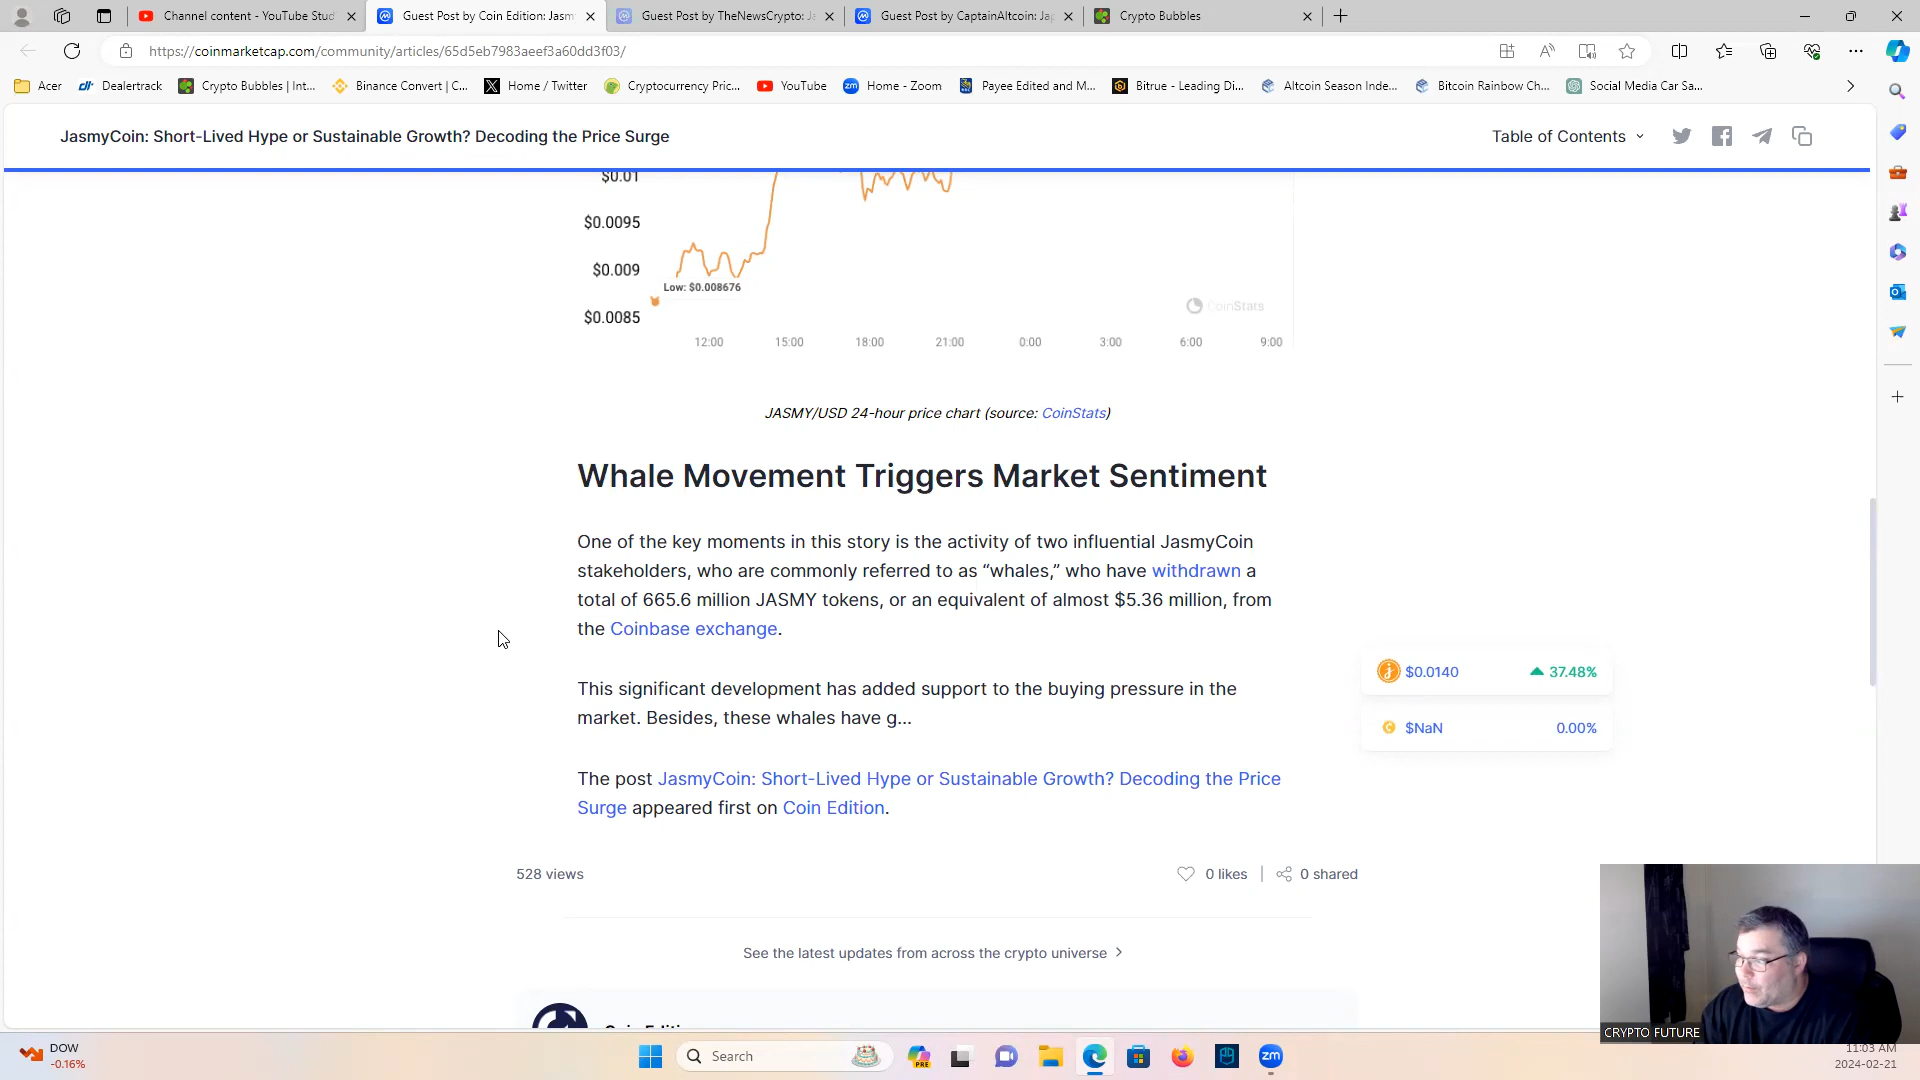 Channel content - YouTube Stud
Guest Post by Coin Edition: Jasm
Guest Post by TheNewsCrypto: Ja
Guest Post by CaptainAltcoin: Jap
Crypto Bubbles
https://coinmarketcap.com/community/articles/65d5eb7983aeef3a60dd3f03/
Acer
Dealertrack
Crypto Bubbles | Int...
Binance Convert | C...
Home / Twitter
Cryptocurrency Pric...
YouTube
Home - Zoom
Payee Edited and M...
Bitrue - Leading Di...
Altcoin Season Inde...
Bitcoin Rainbow Ch...
Social Media Car Sa...
JasmyCoin: Short-Lived Hype or Sustainable Growth? Decoding the Price Surge
Table of Contents
$0.01
$0.0095
$0.009
Low: $0.008676
$0.0085
CoinStats
12:00 15:00 18:00 21:00 0:00 3:00 6:00 9:00
JASMY/USD 24-hour price chart (source: CoinStats)
Whale Movement Triggers Market Sentiment
One of the key moments in this story is the activity of two influential JasmyCoin
stakeholders, who are commonly referred to as “whales,” who have withdrawn a
total of 665.6 million JASMY tokens, or an equivalent of almost $5.36 million, from
the Coinbase exchange.
$0.0140 37.48%
This significant development has added support to the buying pressure in the
market. Besides, these whales have g...
$NaN 0.00%
The post JasmyCoin: Short-Lived Hype or Sustainable Growth? Decoding the Price
Surge appeared first on Coin Edition.
528 views
0 likes
0 shared
See the latest updates from across the crypto universe
CRYPTO FUTURE
DOW
-0.16%
Search
PRE
zm
11:03 AM
2024-02-21